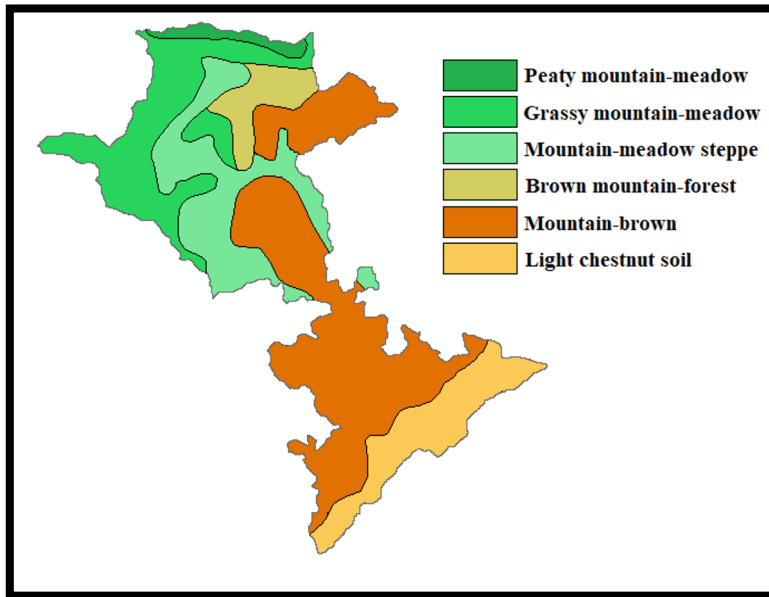 Peaty mountain-meadow
Grassy mountain-meadow
Mountain-meadow steppe
Brown mountain-forest
Mountain-brown
Light chestnut soil